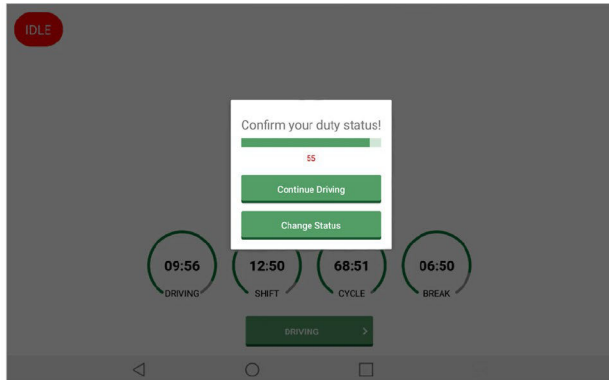 IDLE
Confirm your duty status!
55
Continue Driving
Change Status
09:56 12:50 68:51 06:50
DRIVING SHIFT CYCLE BREAK
DRIVING >